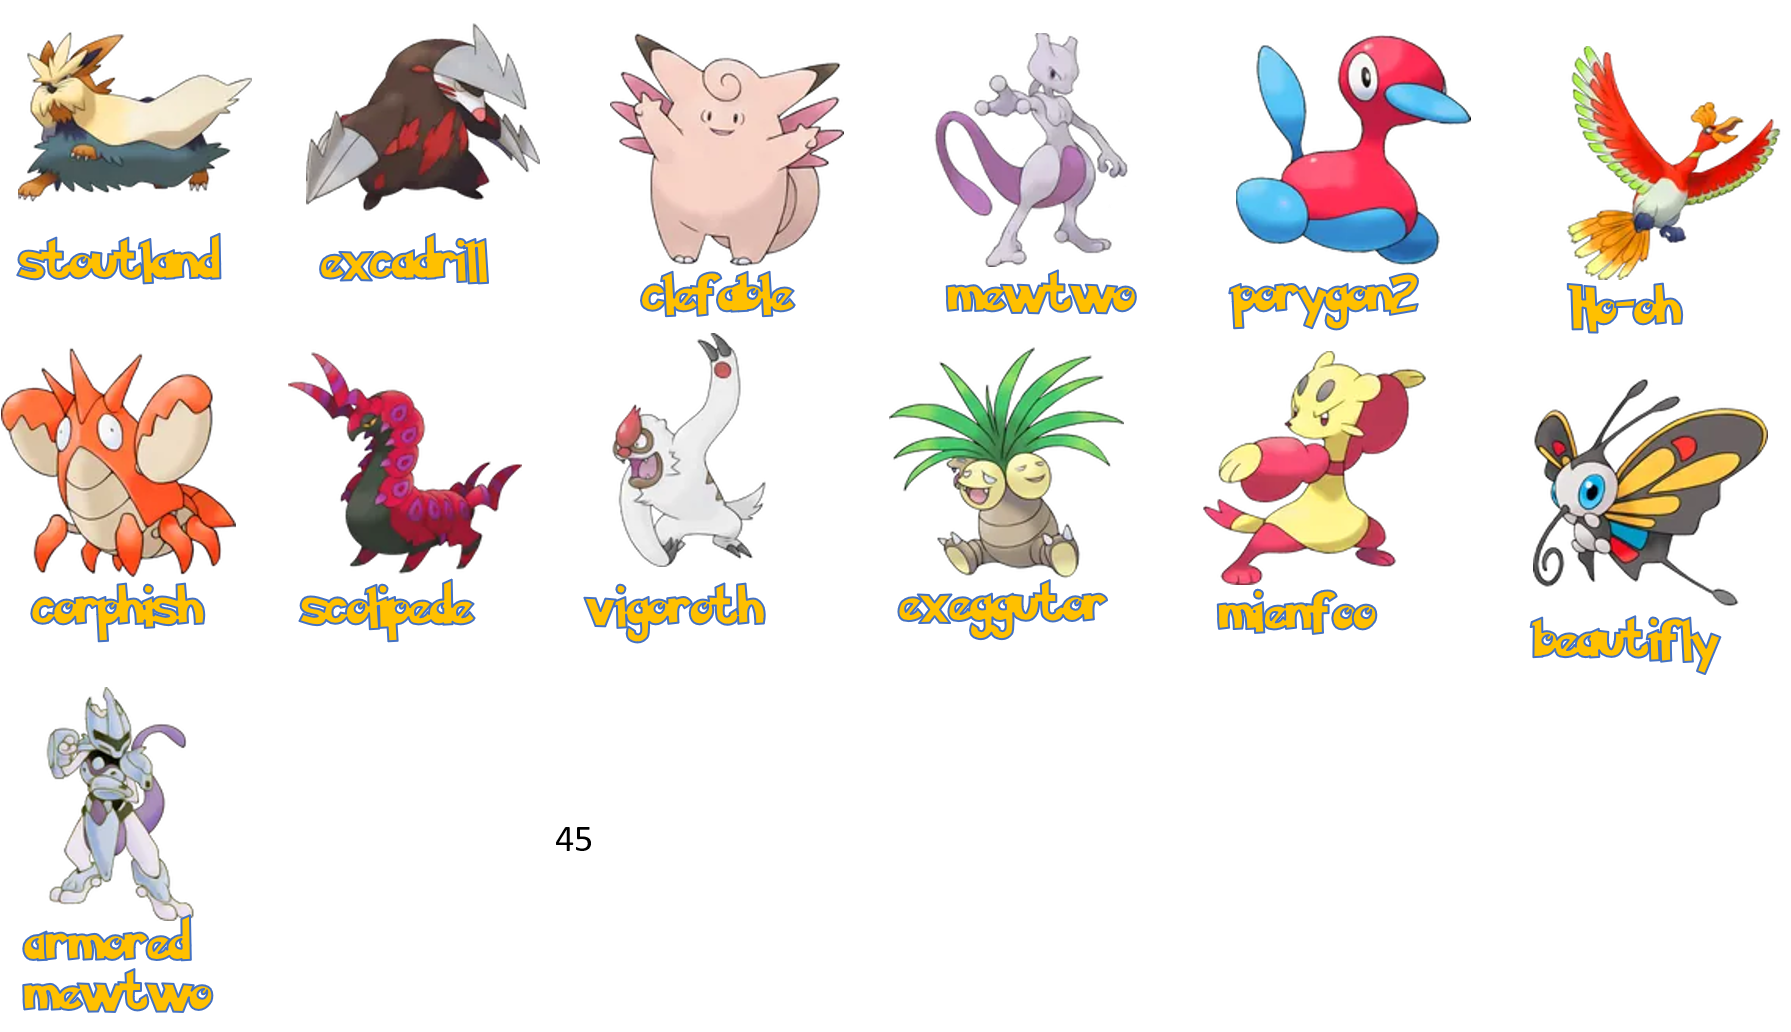 stoutland
excadrill
clefable
mewtwo
porygon2
Ho-oh
corphish
scolipede
vigoroth
exeggutor
mienfoo
beautifly
45
armored
mewtwo